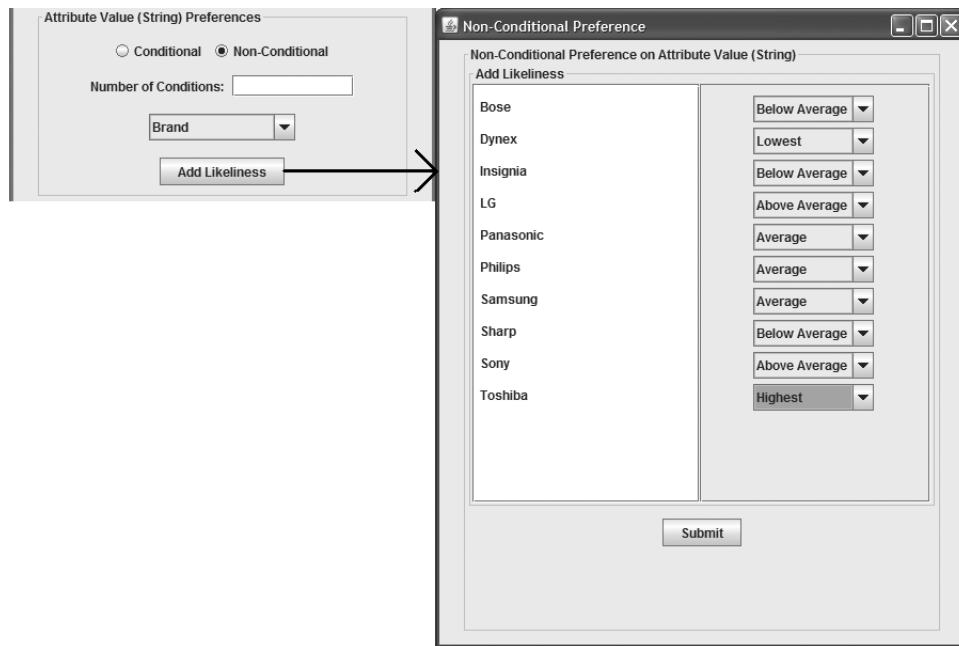 Attribute Value (String) Preferences
Conditional Non-Conditional
Number of Conditions:
Brand
Add Likeliness
Non-Conditional Preference
Non-Conditional Preference on Attribute Value (String)
Add Likeliness
Bose Below Average
Dynex Lowest
Insignia Below Average
LG Above Average
Panasonic Average
Philips Average
Samsung Average
Sharp Below Average
Sony Above Average
Toshiba Highest
Submit